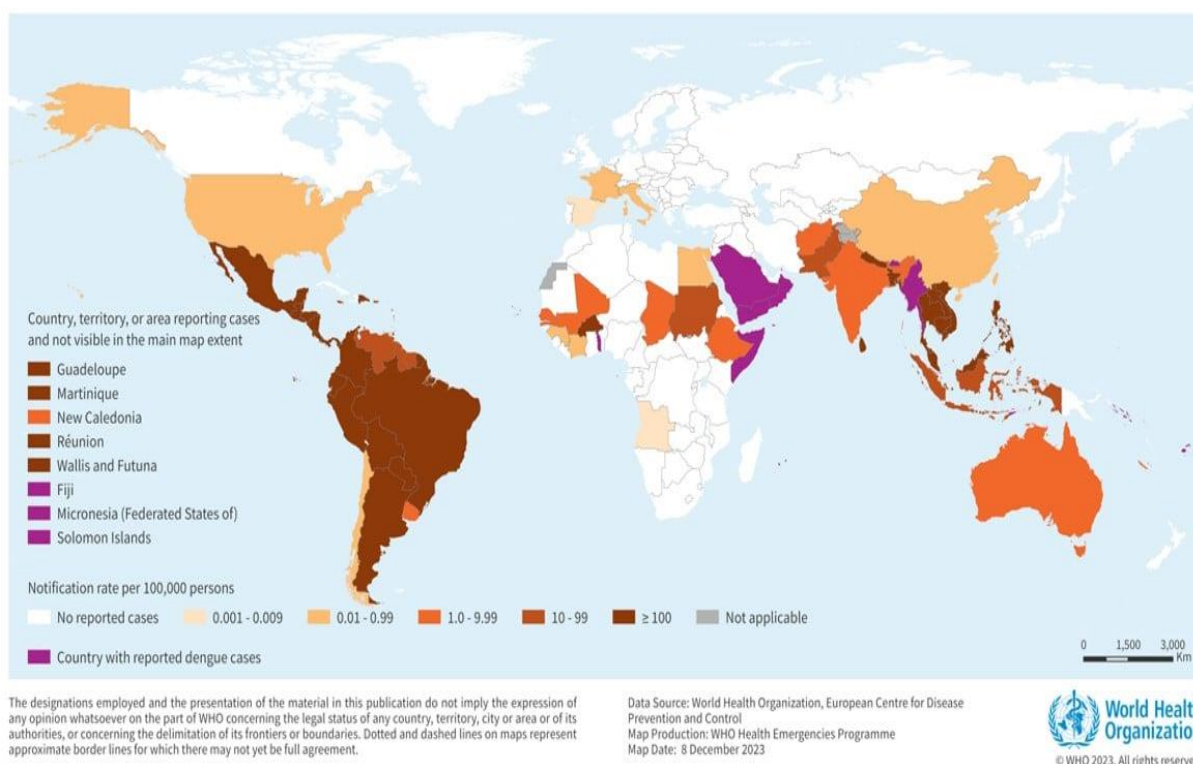 Country, territory, or area reporting cases
and not visible in the main map extent
Guadeloupe
Martinique
New Caledonia
Réunion
Wallis and Futuna
Fiji
Micronesia (Federated States of)
Solomon Islands
Notification rate per 100,000 persons
No reported cases 0.001 - 0.009 0.01 - 0.99 1.0 - 9.99 10 - 99 ≥ 100 Not applicable
Country with reported dengue cases
0 1,500 3,000
Km
The designations employed and the presentation of the material in this publication do not imply the expression of
any opinion whatsoever on the part of WHO concerning the legal status of any country, territory, city or area or of its
authorities, or concerning the delimitation of its frontiers or boundaries. Dotted and dashed lines on maps represent
approximate border lines for which there may not yet be full agreement.
Data Source: World Health Organization, European Centre for Disease
Prevention and Control
Map Production: WHO Health Emergencies Programme
Map Date: 8 December 2023
World Healt
Organizatio
© WHO 2023. All rights reserve